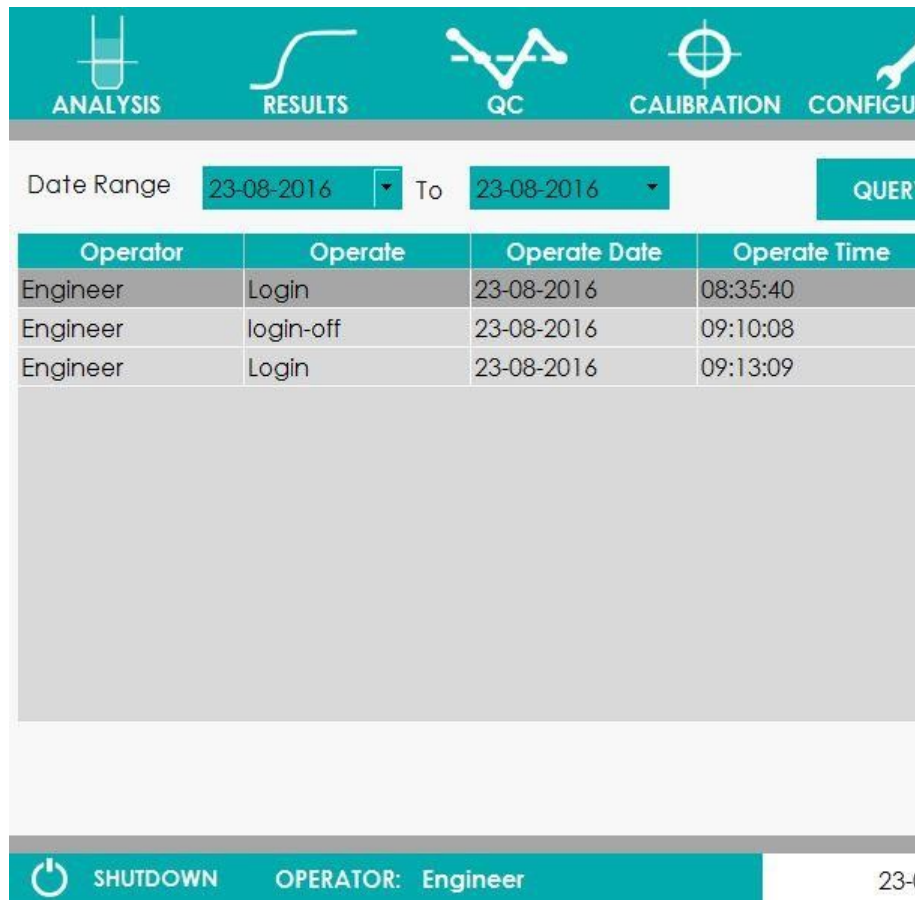 ANALYSIS RESULTS QC CALIBRATION
Date Range 23-08-2016 To 23-08-2016
Operator Operate Operate Date Operate Time
Engineer Login 23-08-2016 08:35:40
Engineer login-off 23-08-2016 09:10:08
Engineer Login 23-08-2016 09:13:09
SHUTDOWN OPERATOR: Engineer